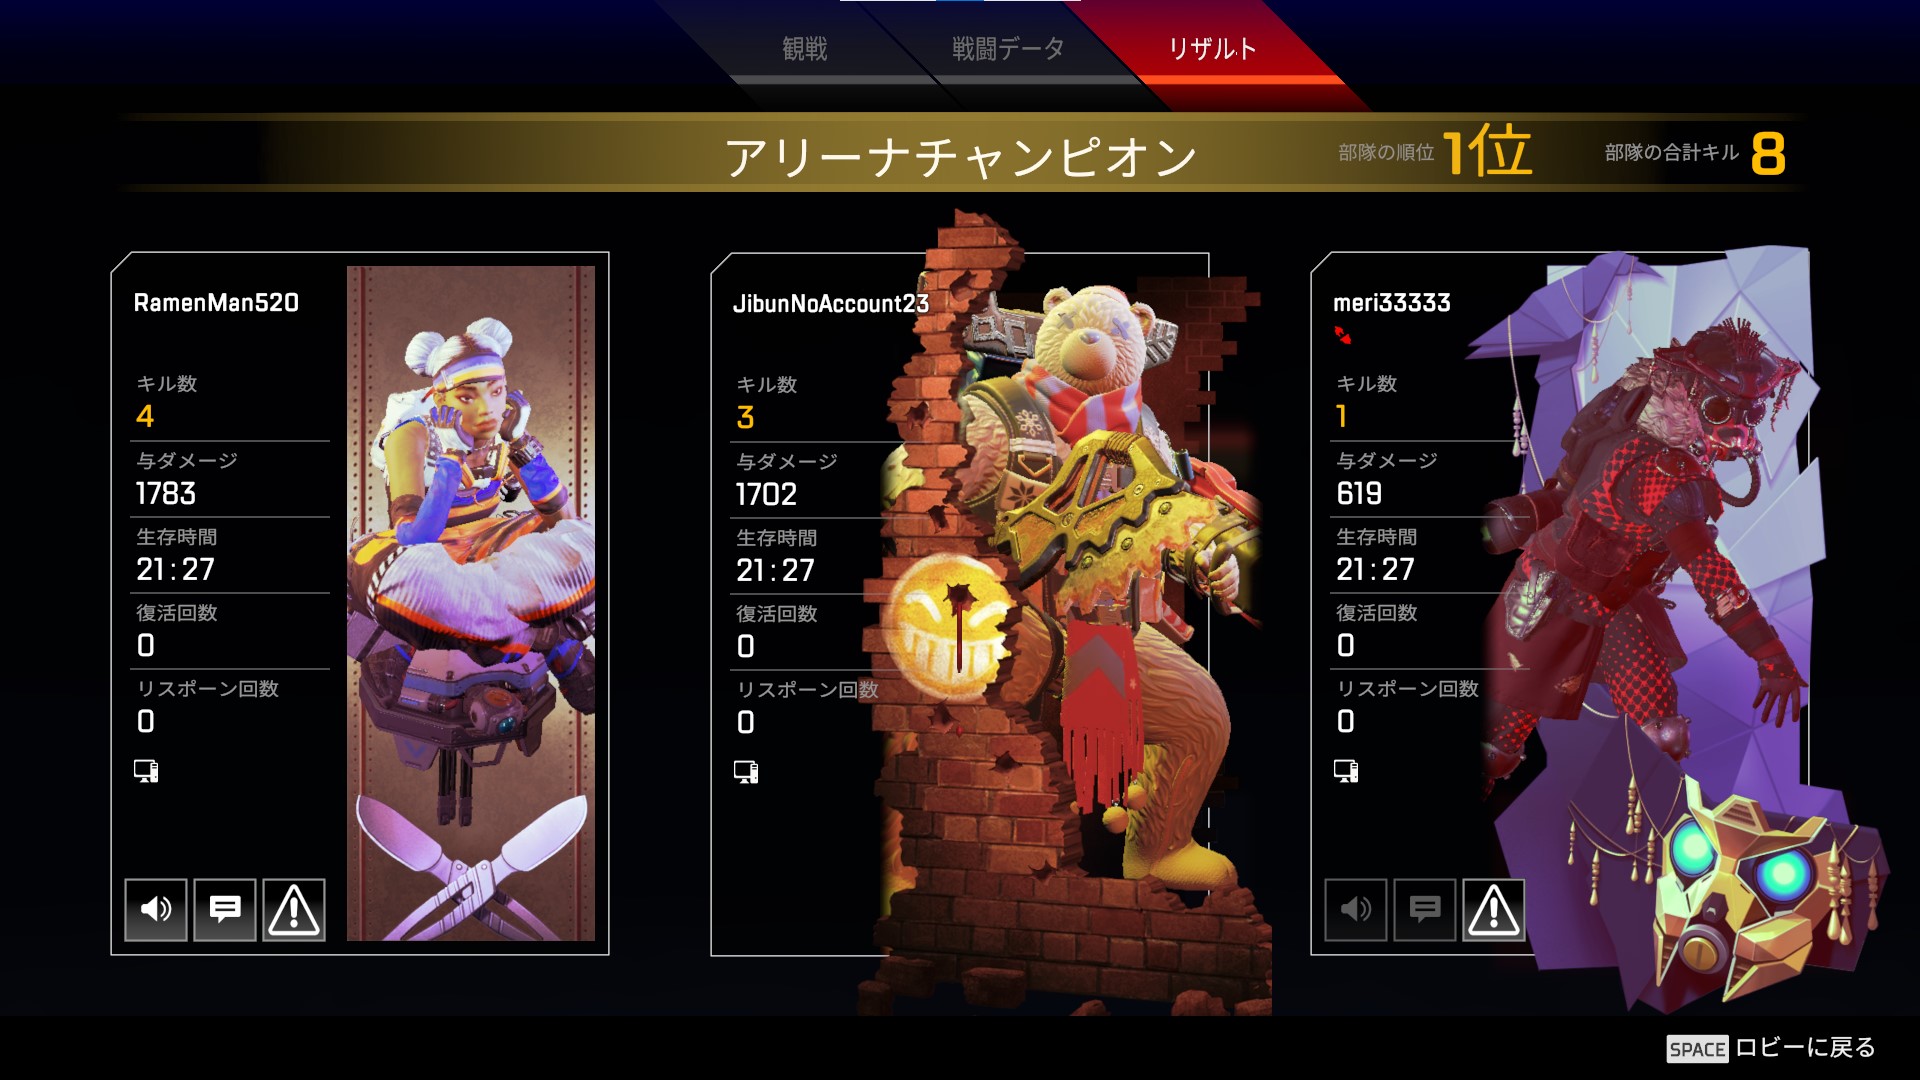 観戦
戦闘データ
リザルト
アリーナチャンピオン
部隊の順位 1位
部隊の合計キル 8
RamenMan520
キル数
4
与ダメージ
1783
生存時間
21:27
復活回数
0
リスポーン回数
0
JibunNoAccount23
キル数
3
与ダメージ
1702
生存時間
21:27
復活回数
0
リスポーン回数
0
meri33333
キル数
1
与ダメージ
619
生存時間
21:27
復活回数
0
リスポーン回数
0
SPACE ロビーに戻る